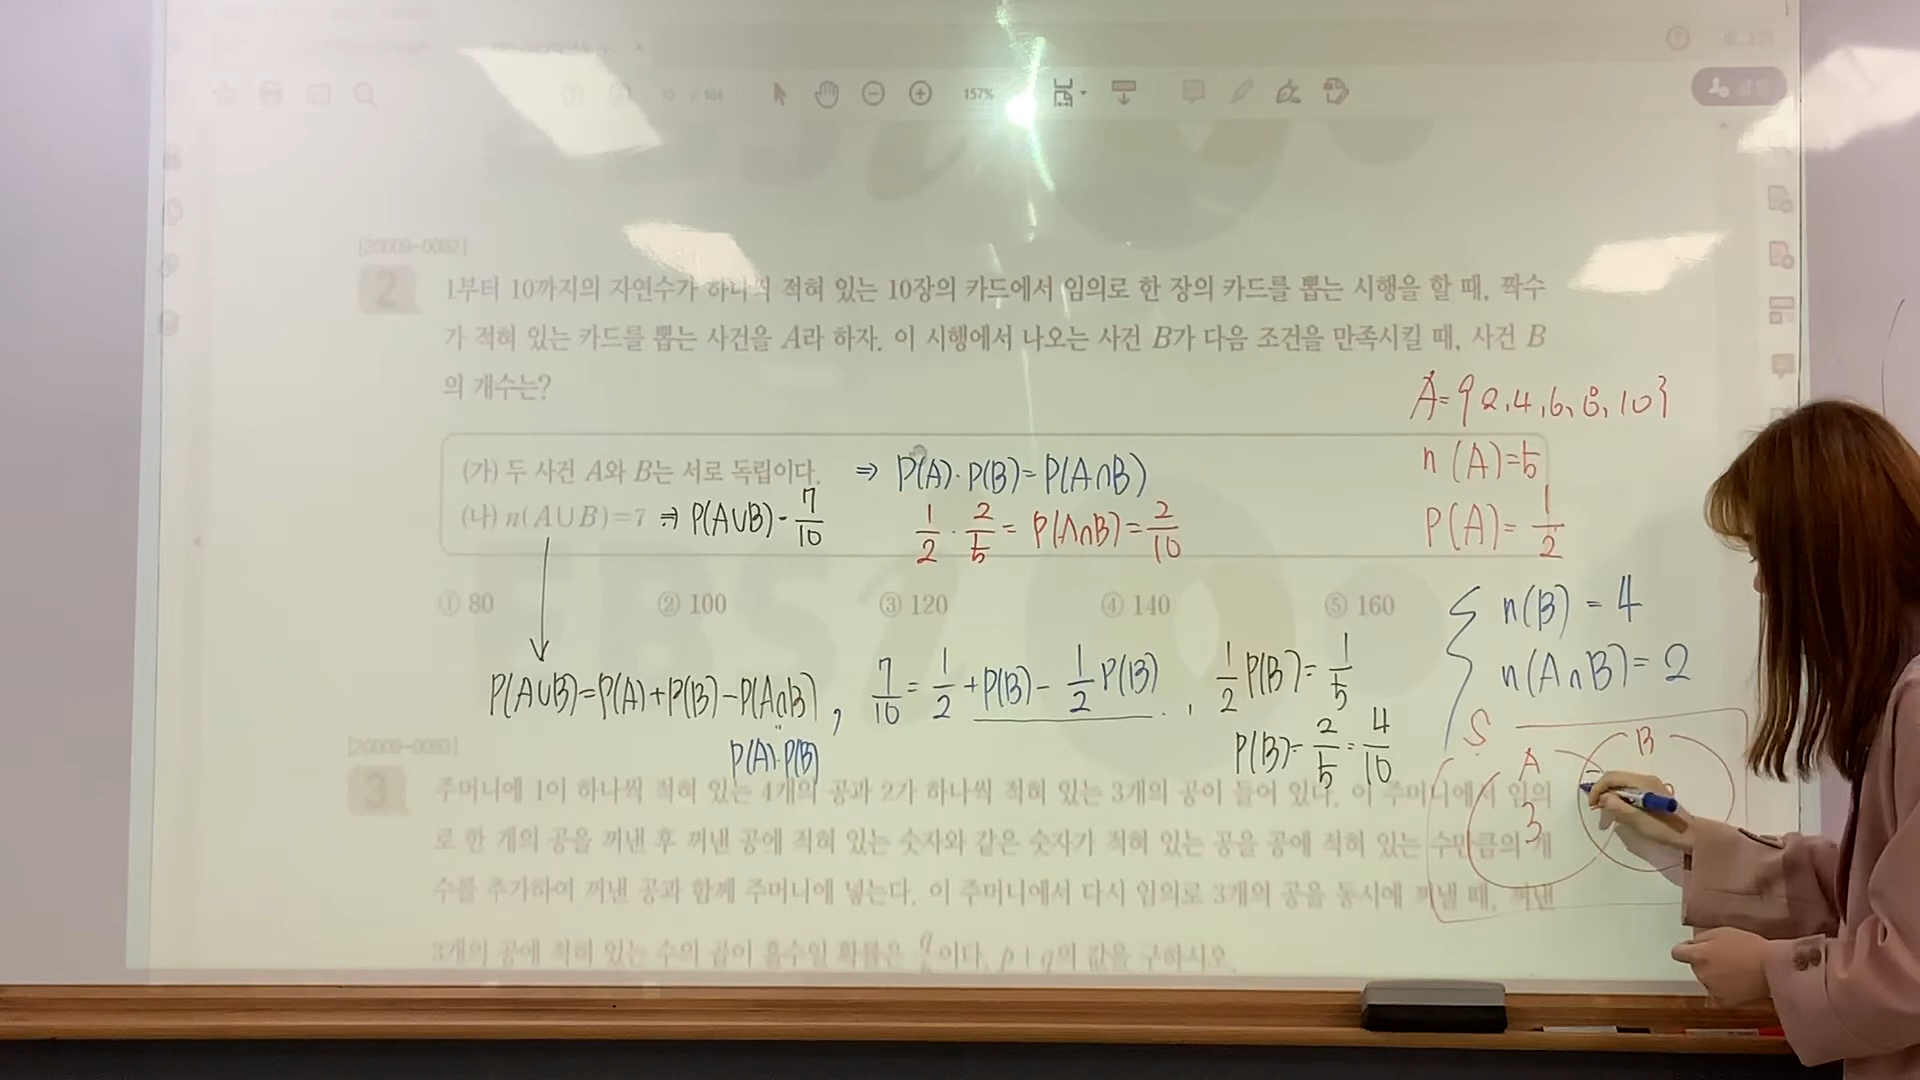 157%
[20009-0092]
2
1부터 10까지의 자연수가 하나씩 적혀 있는 10장의 카드에서 임의로 한 장의 카드를 뽑는 시행을 할 때, 짝수
가 적혀 있는 카드를 뽑는 사건을 A라 하자. 이 시행에서 나오는 사건 B가 다음 조건을 만족시킬 때, 사건 B
의 개수는?
A={2,4,6,8,10}
(가) 두 사건 A와 B는 서로 독립이다. ⇒ P(A)·P(B)=P(A∩B)
n(A)=5
(나) n(A∪B)=7 ⇒ P(A∪B)=7/10
1/2 · 2/5 = P(A∩B)=2/10
P(A)=1/2
① 80 ② 100 ③ 120 ④ 140 ⑤ 160
n(B)=4
n(A∩B)=2
P(A∪B)=P(A)+P(B)-P(A∩B), 7/10=1/2+P(B)-1/2P(B), 1/2P(B)=1/5
P(A)·P(B)
P(B)=2/5=4/10
S
A B
3
[20009-0093]
3
주머니에 1이 하나씩 적혀 있는 4개의 공과 2가 하나씩 적혀 있는 3개의 공이 들어 있다. 이 주머니에서 임의
로 한 개의 공을 꺼낸 후 꺼낸 공에 적혀 있는 숫자와 같은 숫자가 적혀 있는 공을 공에 적혀 있는 수만큼의 개
수를 추가하여 꺼낸 공과 함께 주머니에 넣는다. 이 주머니에서 다시 임의로 3개의 공을 동시에 꺼낼 때, 꺼낸
3개의 공에 적혀 있는 수의 곱이 홀수일 확률은 이다. p+q의 값을 구하시오.